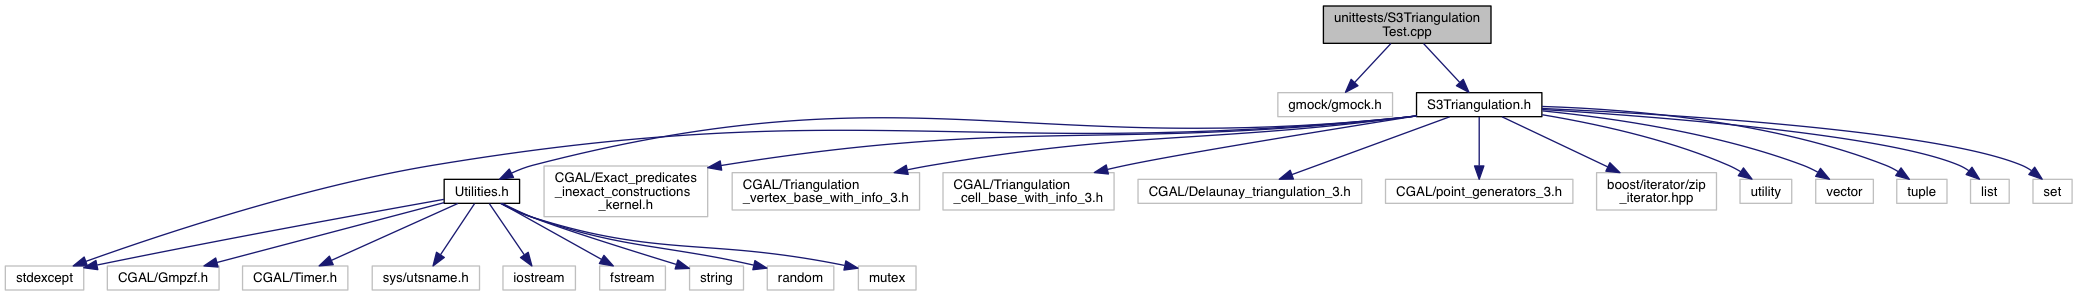 unittests/S3Triangulation
Test.cpp
gmock/gmock.h
S3Triangulation.h
Utilities.h
CGAL/Exact_predicates
_inexact_constructions
_kernel.h
CGAL/Triangulation
_vertex_base_with_info_3.h
CGAL/Triangulation
_cell_base_with_info_3.h
CGAL/Delaunay_triangulation_3.h
CGAL/point_generators_3.h
boost/iterator/zip
_iterator.hpp
utility
vector
tuple
list
set
stdexcept
CGAL/Gmpzf.h
CGAL/Timer.h
sys/utsname.h
iostream
fstream
string
random
mutex